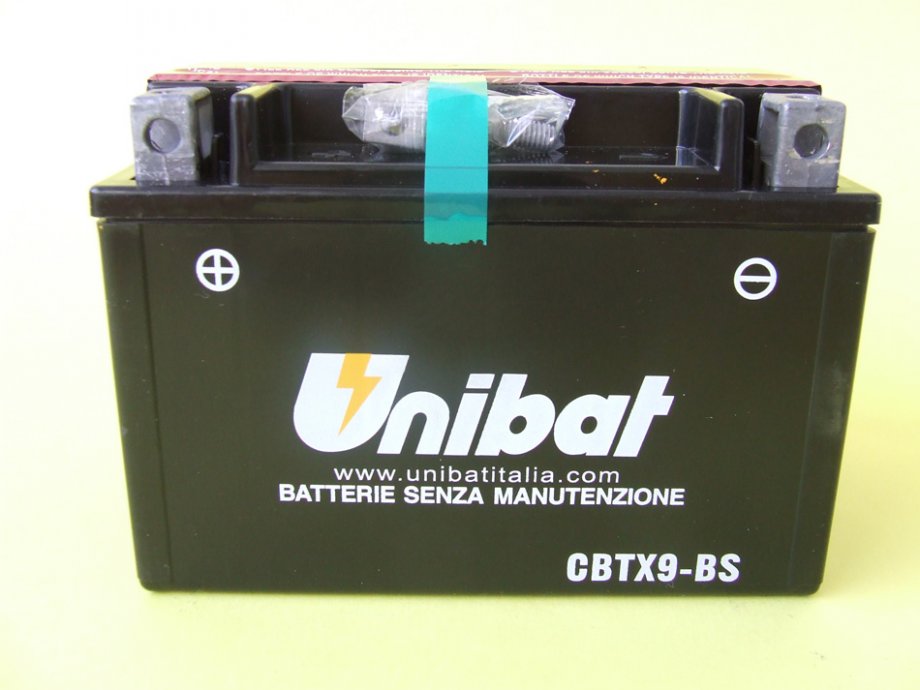 Unibat
www.unibatitalia.com
BATTERIE SENZA MANUTENZIONE
CBTX9-BS